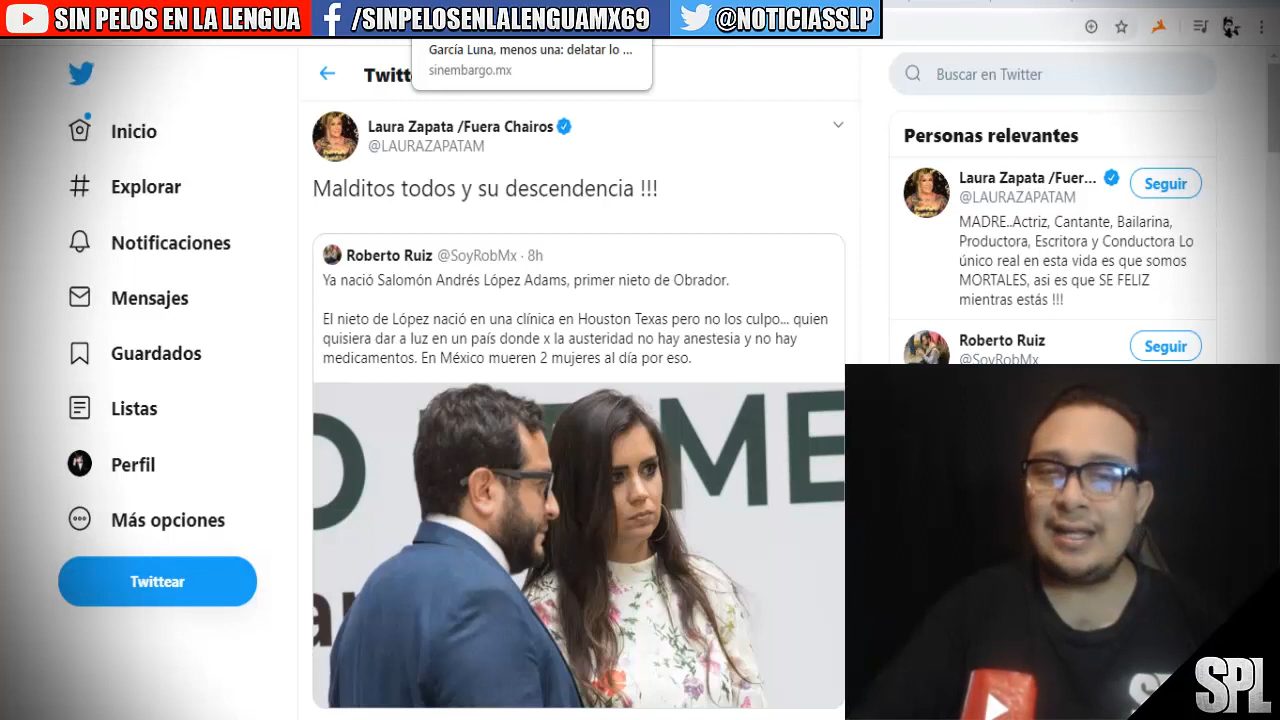 SIN PELOS EN LA LENGUA
/SINPELOSENLALENGUAMX69
@NOTICIASSLP
García Luna, menos una: delatar lo ...
sinembargo.mx
Inicio
Explorar
Notificaciones
Mensajes
Guardados
Listas
Perfil
Más opciones
Twittear
Twitt
Laura Zapata /Fuera Chairos
@LAURAZAPATAM
Malditos todos y su descendencia !!!
Roberto Ruiz @SoyRobMx · 8h
Ya nació Salomón Andrés López Adams, primer nieto de Obrador.
El nieto de López nació en una clínica en Houston Texas pero no los culpo... quien
quisiera dar a luz en un país donde x la austeridad no hay anestesia y no hay
medicamentos. En México mueren 2 mujeres al día por eso.
O
ME
ar
Buscar en Twitter
Personas relevantes
Laura Zapata /Fuer...
Seguir
@LAURAZAPATAM
MADRE..Actriz, Cantante, Bailarina,
Productora, Escritora y Conductora Lo
único real en esta vida es que somos
MORTALES, así es que SE FELIZ
mientras estás !!!
Roberto Ruiz
Seguir
@SoyRobMx
SPL